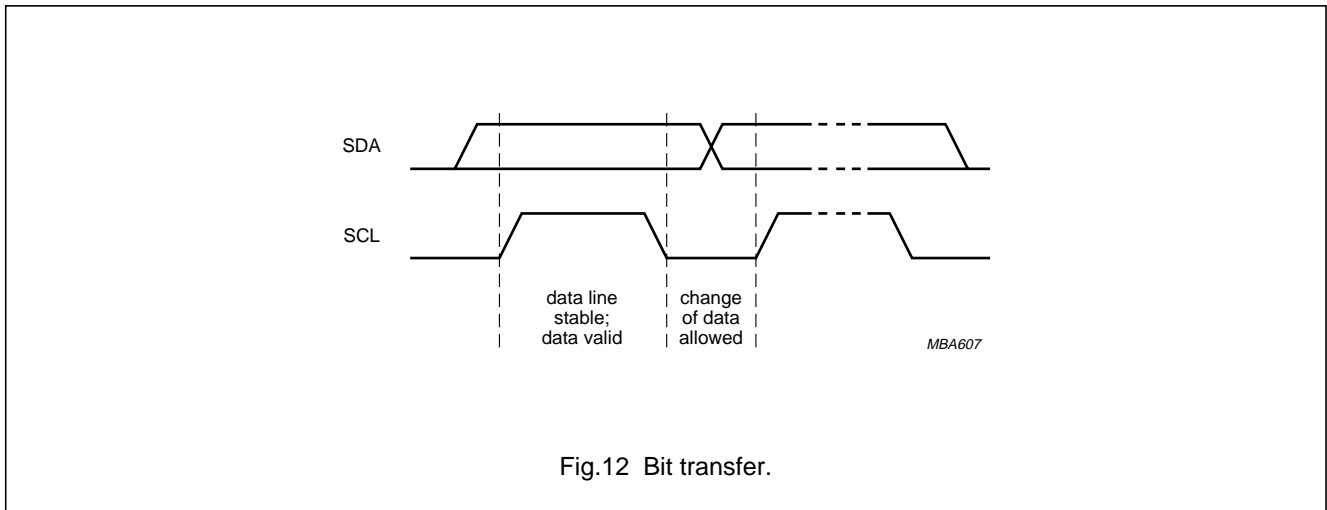 SDA
SCL
data line
stable;
data valid
change
of data
allowed
MBA607
Fig.12 Bit transfer.